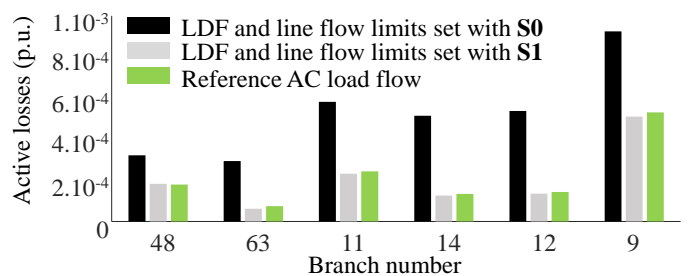 1.10⁻³
8.10⁻⁴
6.10⁻⁴
4.10⁻⁴
2.10⁻⁴
0
Active losses (p.u.)
LDF and line flow limits set with S0
LDF and line flow limits set with S1
Reference AC load flow
48 63 11 14 12 9
Branch number